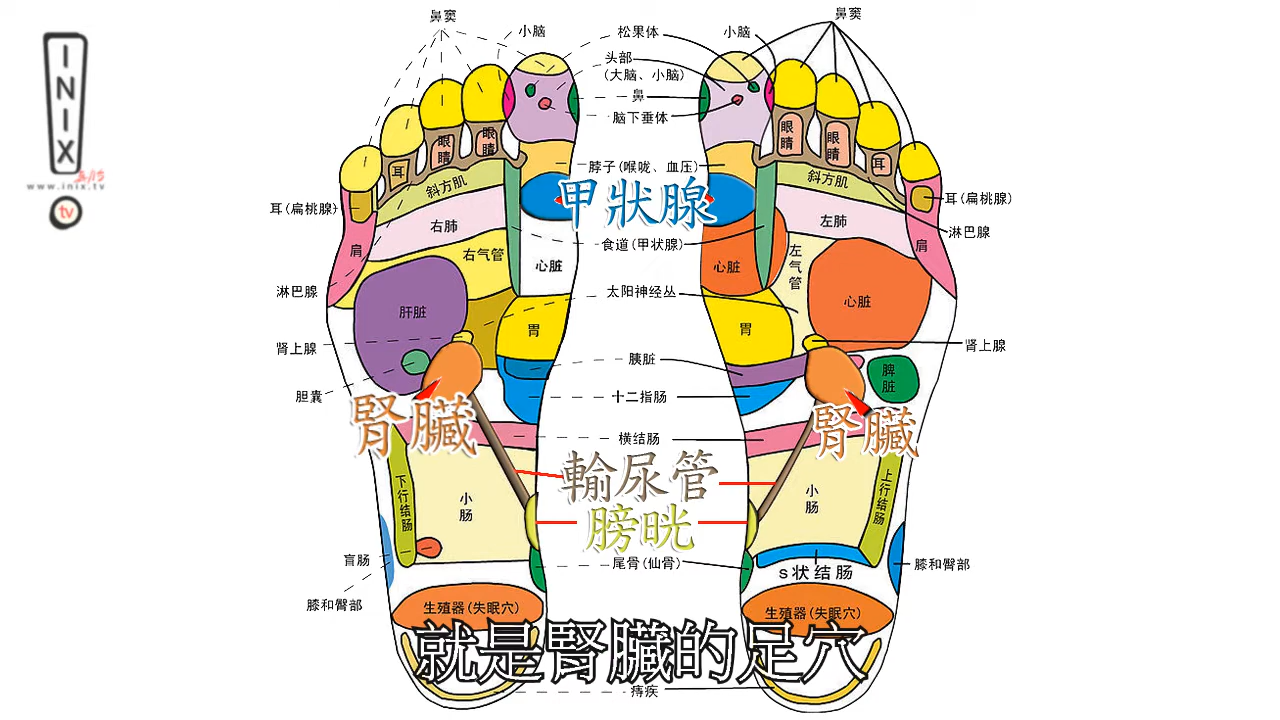 INIX
www.inix.tv
tv
鼻窦
小脑
松果体
小脑
鼻窦
头部
(大脑、小脑)
鼻
脑下垂体
眼睛
眼睛
眼睛
眼睛
耳
耳
脖子(喉咙、血压)
甲狀腺
斜方肌
斜方肌
耳(扁桃腺)
耳(扁桃腺)
右肺
左肺
淋巴腺
肩
肩
食道(甲状腺)
右气管
左气管
心脏
心脏
心脏
淋巴腺
太阳神经丛
肝脏
胃
胃
肾上腺
肾上腺
胰脏
脾脏
胆囊
十二指肠
腎臟
腎臟
横结肠
輸尿管
下行结肠
小肠
小肠
上行结肠
膀胱
盲肠
尾骨(仙骨)
膝和臀部
S状结肠
膝和臀部
生殖器(失眠穴)
生殖器(失眠穴)
就是腎臟的足穴
痔疾